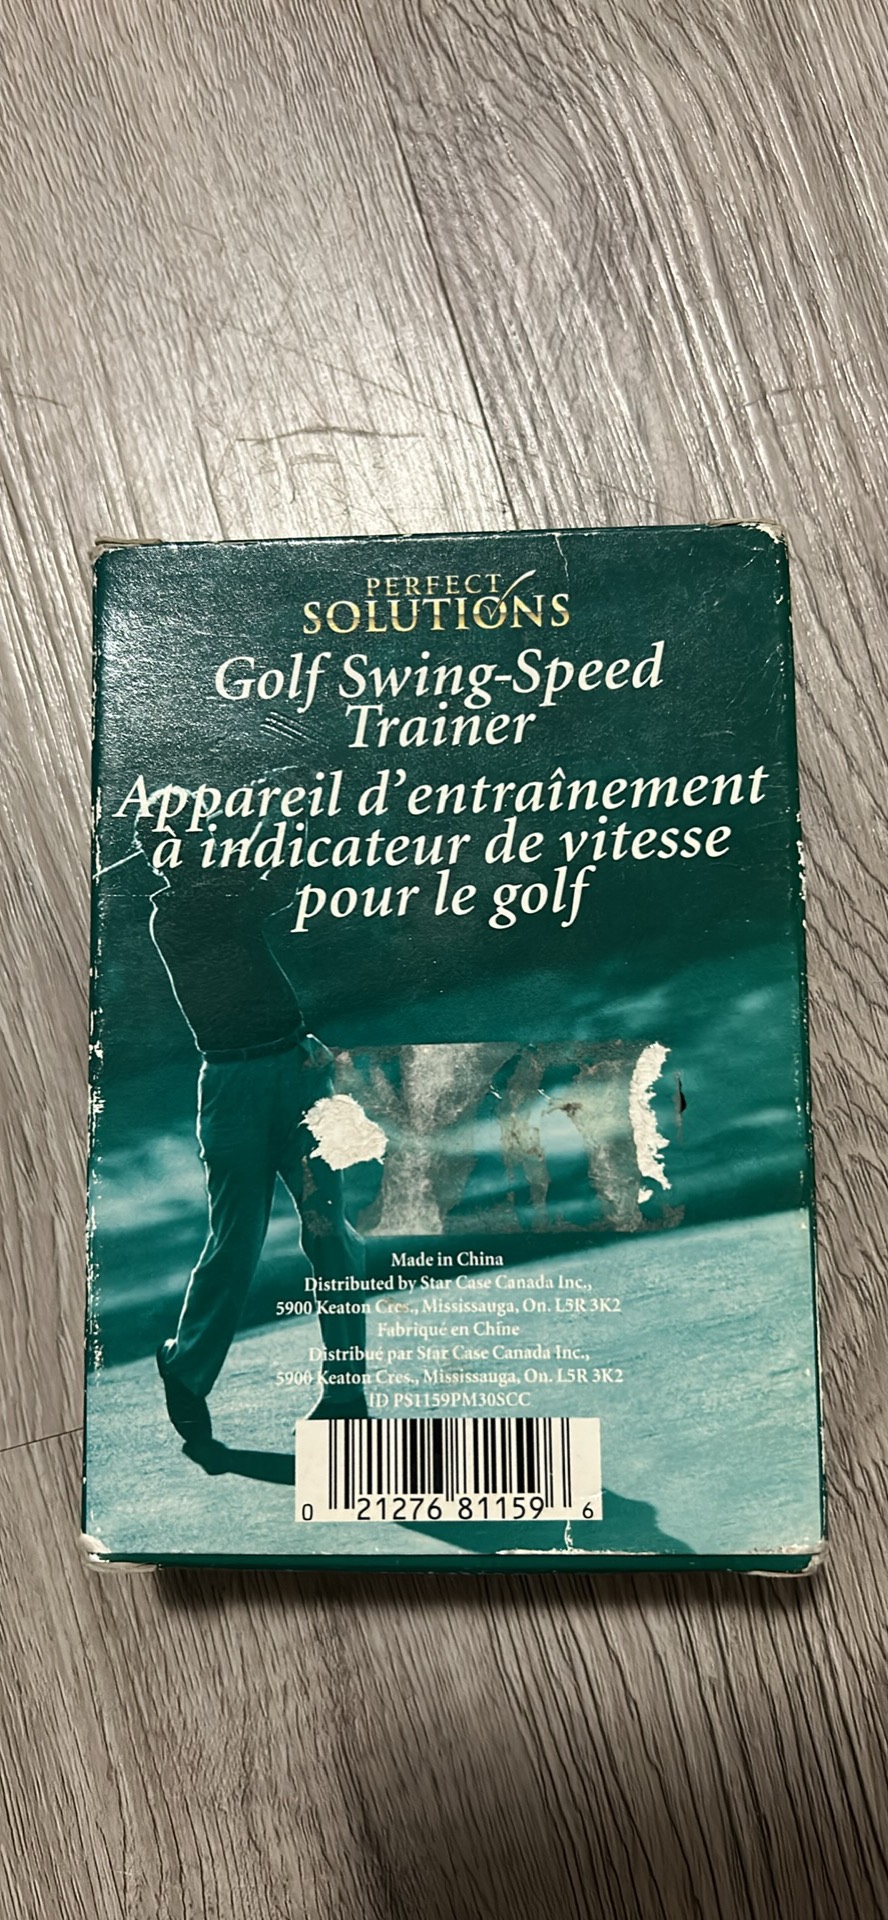 PERFECT
SOLUTIONS
Golf Swing-Speed
Trainer
Appareil d'entraînement
à indicateur de vitesse
pour le golf
Made in China
Distributed by Star Case Canada Inc.,
5900 Keaton Cres., Mississauga, On. L5R 3K2
Fabriqué en Chine
Distribué par Star Case Canada Inc.,
5900 Keaton Cres., Mississauga, On. L5R 3K2
ID PS1159PM30SCC
0 21276 81159 6